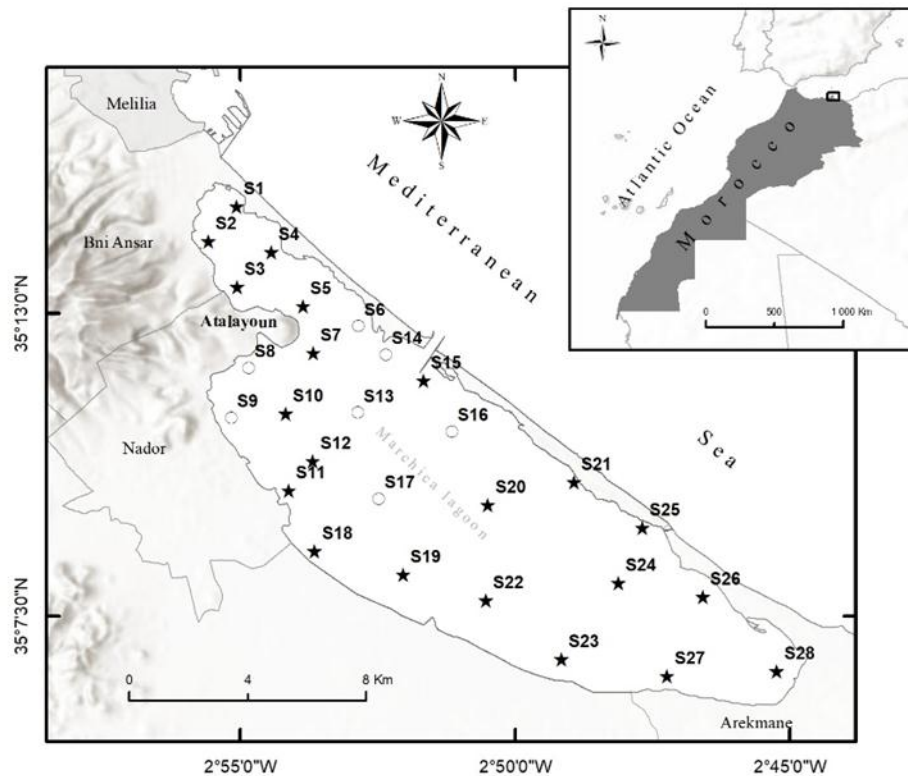 N
Atlantic Ocean
Morocco
0 500 1 000 Km
Melilia
N
W E
S
Mediterranean
Sea
S1
S2
Bni Ansar
S4
S3
S5
35°13'0"N
Atalayoun
S6
S7
S14
S8
S15
S9
S10
S13
S16
Nador
Marchica lagoon
S12
S11
S17
S20
S21
S25
S18
S19
S24
S22
S26
35°7'30"N
S23
S27
S28
0 4 8 Km
Arekmane
2°55'0"W 2°50'0"W 2°45'0"W